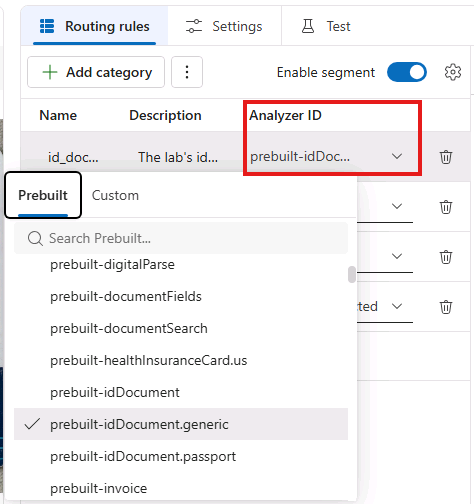 Routing rules Settings Test
Add category Enable segment
Name Description Analyzer ID
id_doc... The lab's id... prebuilt-idDoc...
Prebuilt Custom
Search Prebuilt...
prebuilt-digitalParse
prebuilt-documentFields
prebuilt-documentSearch
cted
prebuilt-healthInsuranceCard.us
prebuilt-idDocument
prebuilt-idDocument.generic
prebuilt-idDocument.passport
prebuilt-invoice